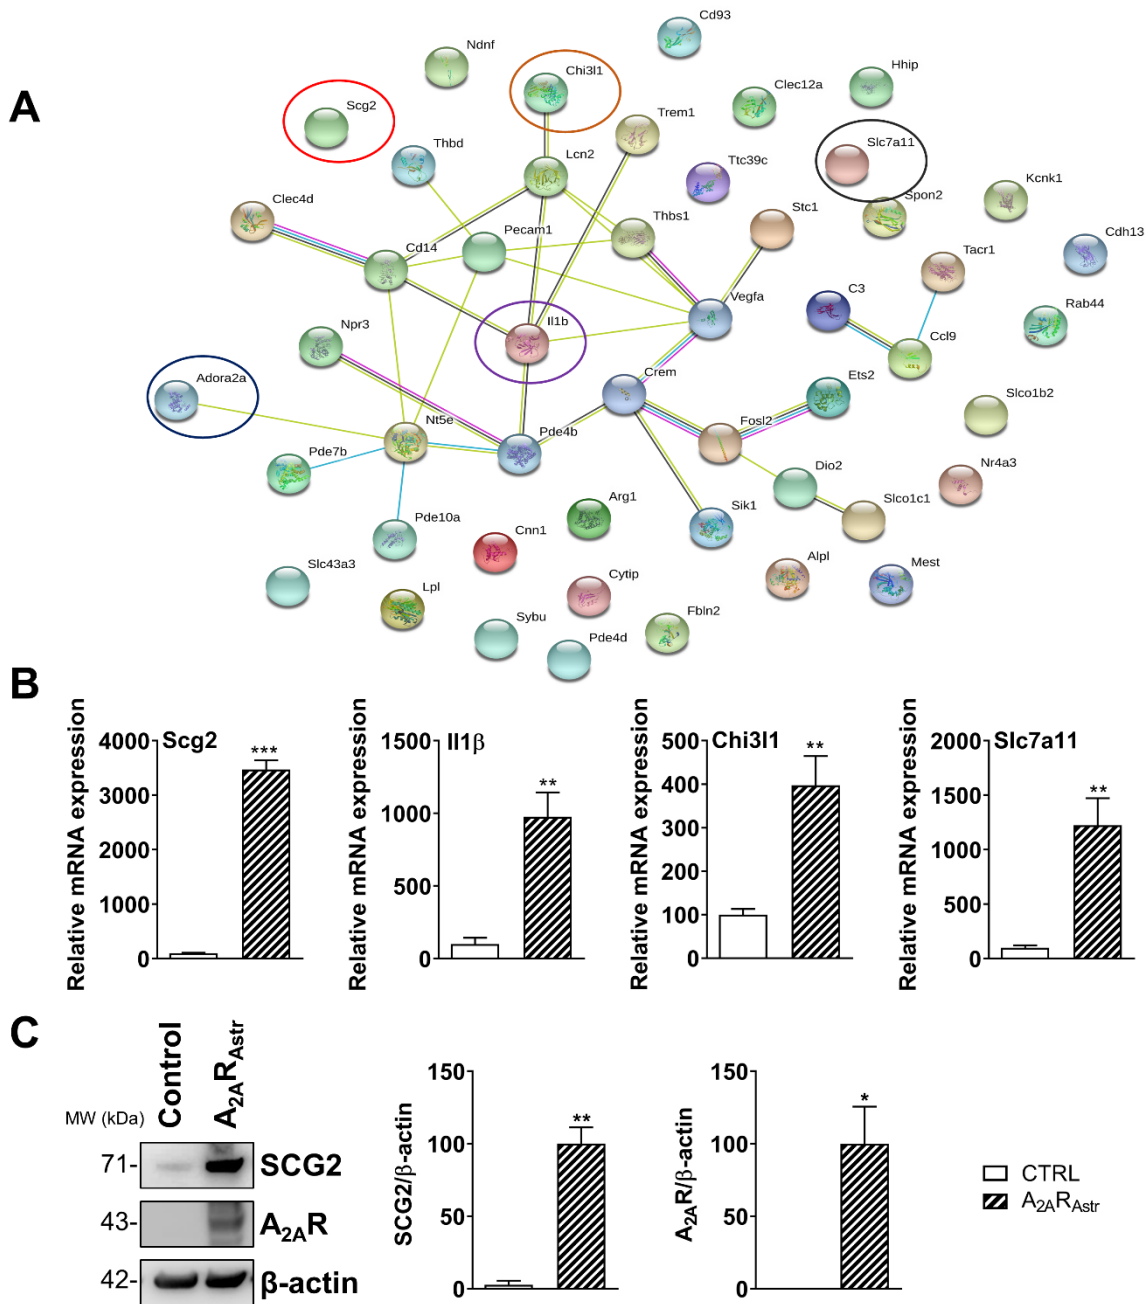 A
Ndnf
Cd93
Chi3l1
Hhip
Scg2
Clec12a
Trem1
Slc7a11
Thbd
Lcn2
Ttc39c
Kcnk1
Clec4d
Spon2
Thbs1
Stc1
Pecam1
Cdh13
Cd14
Tacr1
Vegfa
C3
Rab44
Il1b
Npr3
Ccl9
Crem
Adora2a
Ets2
Slco1b2
Nt5e
Fosl2
Pde4b
Pde7b
Dio2
Nr4a3
Arg1
Slco1c1
Pde10a
Sik1
Cnn1
Slc43a3
Alpl
Mest
Lpl
Cytip
Sybu
Fbln2
Pde4d
B
Relative mRNA expression
Scg2
4000
3000
2000
1000
0
***
Relative mRNA expression
Il1β
1500
1000
500
0
**
Relative mRNA expression
Chi3l1
500
400
300
200
100
0
**
Relative mRNA expression
Slc7a11
2000
1500
1000
500
0
**
C
MW (kDa)
Control
A2ARAstr
71- SCG2
43- A2AR
42- β-actin
SCG2/β-actin
150
100
50
0
**
A2AR/β-actin
150
100
50
0
*
CTRL
A2ARAstr